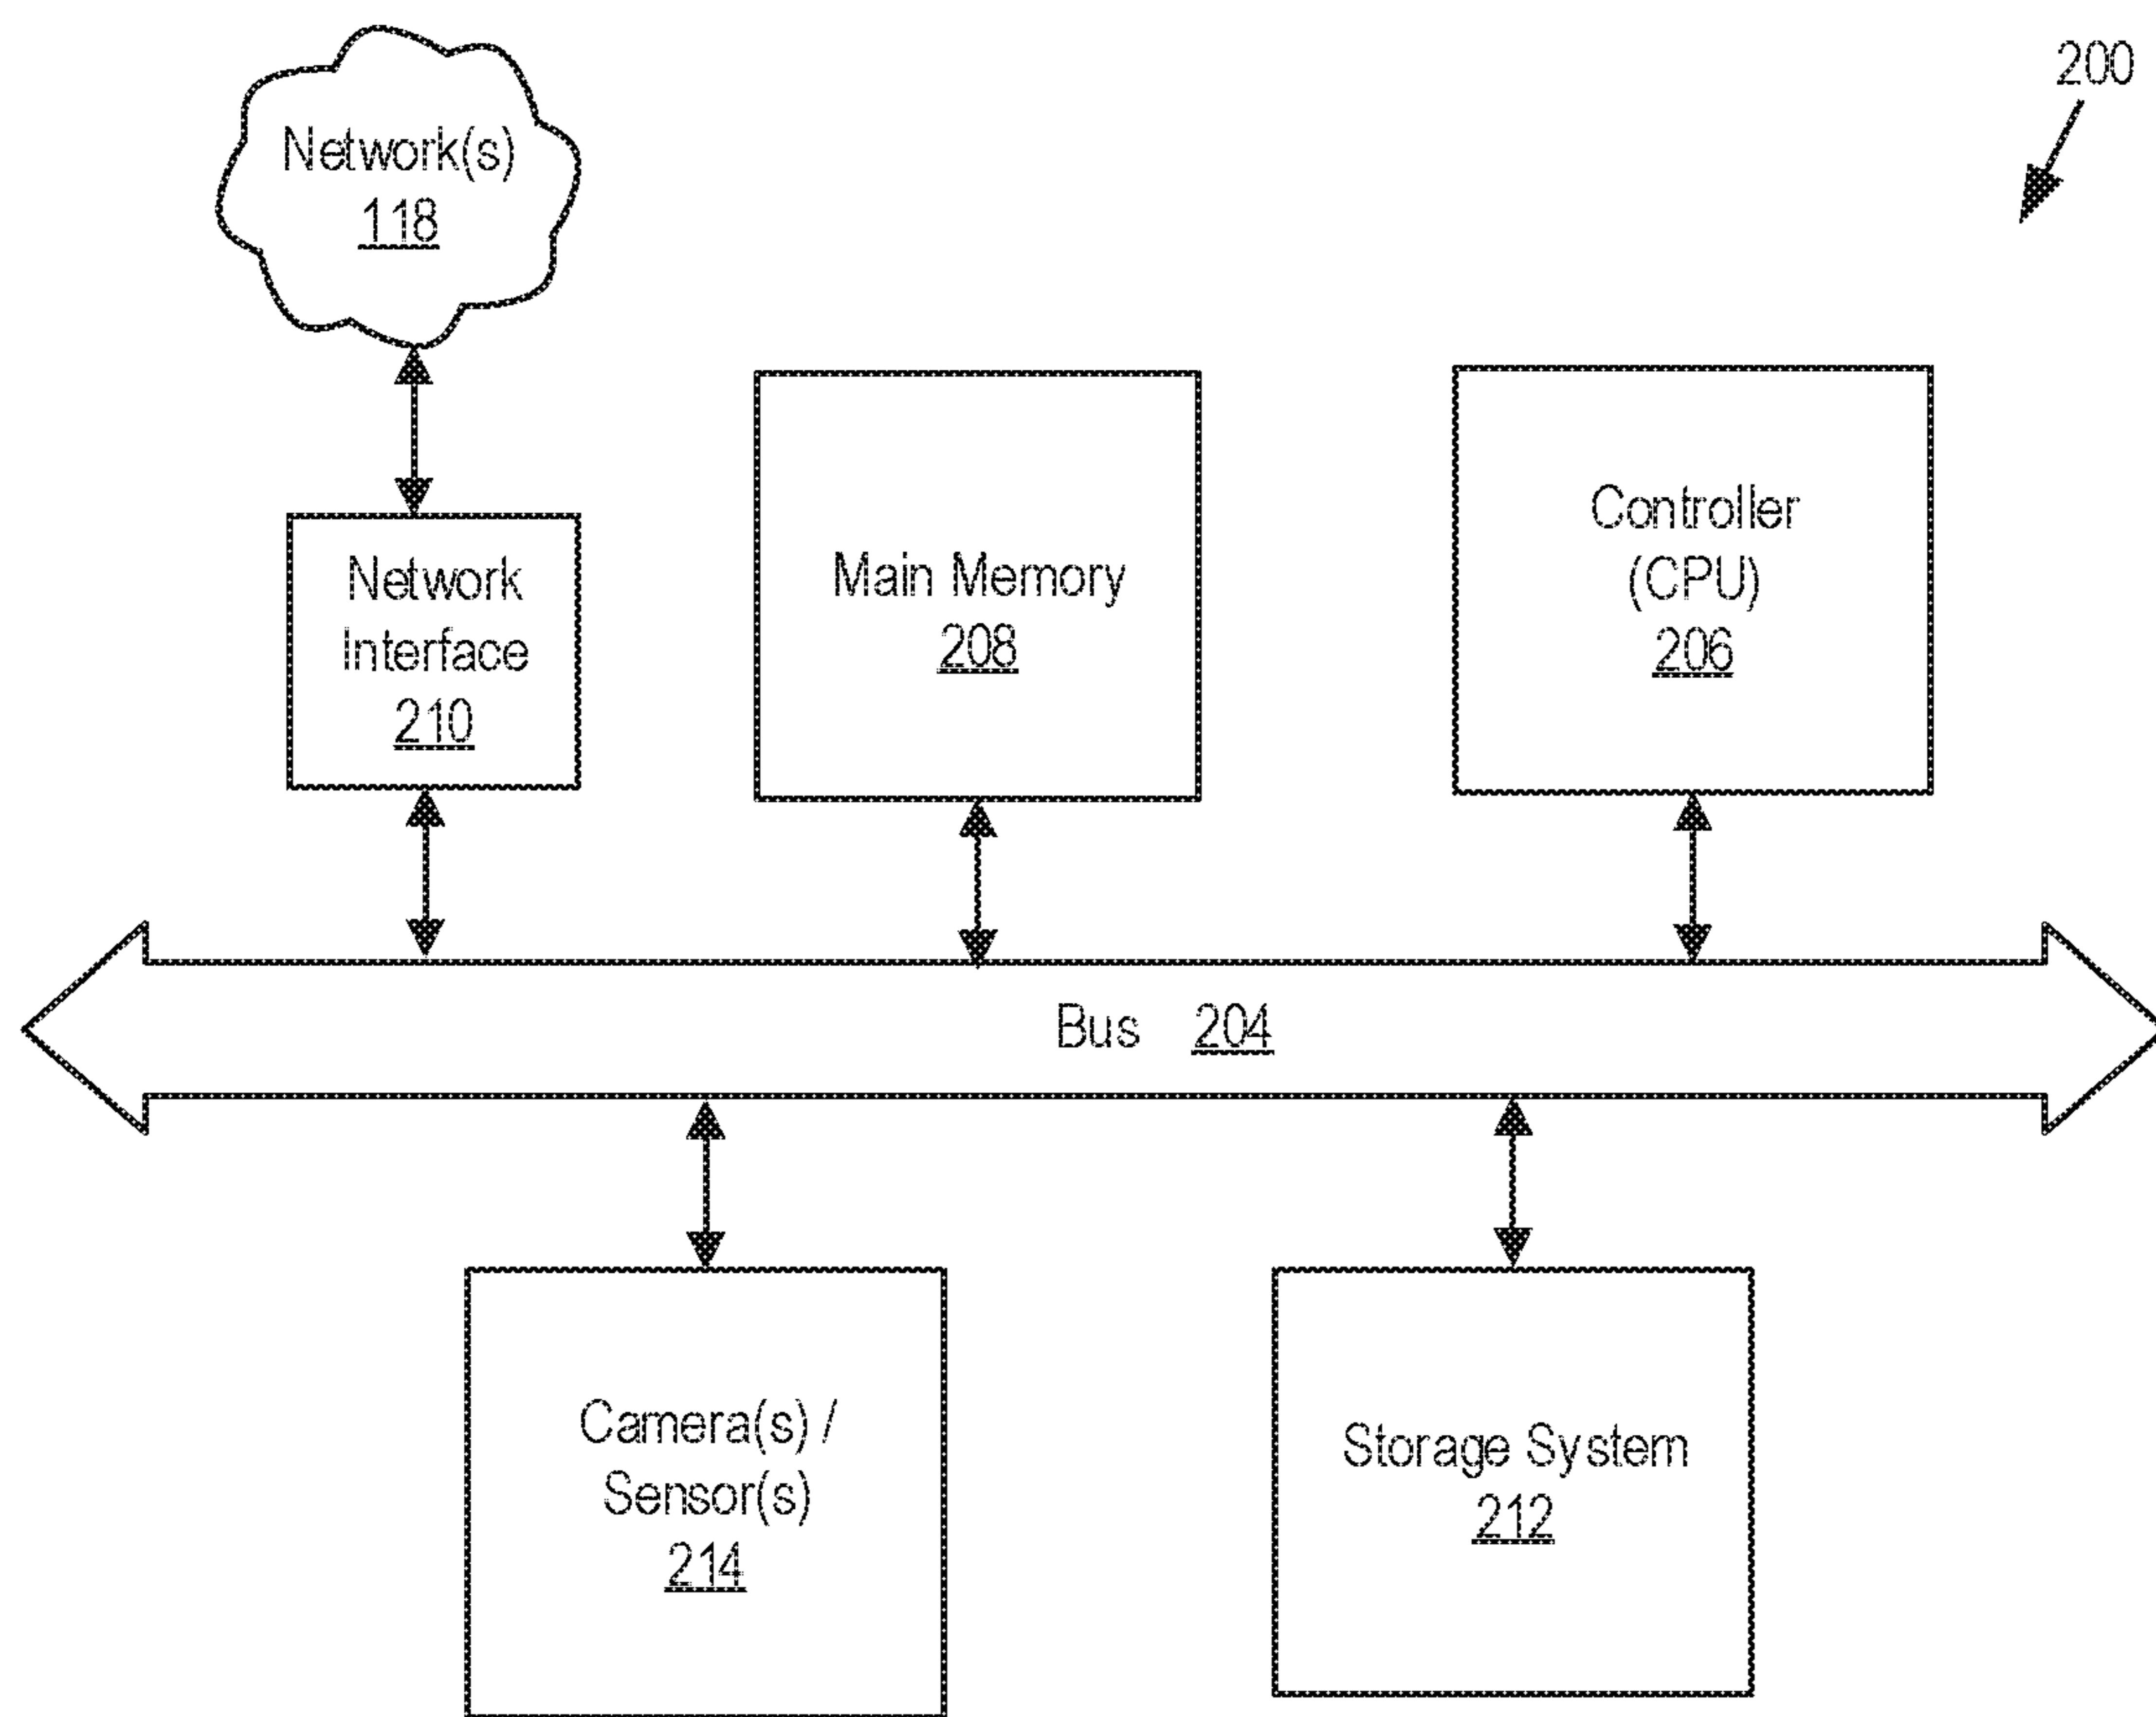 200
Network(s)
118
Network
Interface
210
Main Memory
208
Controller
(CPU)
206
Bus 204
Camera(s) /
Sensor(s)
214
Storage System
212